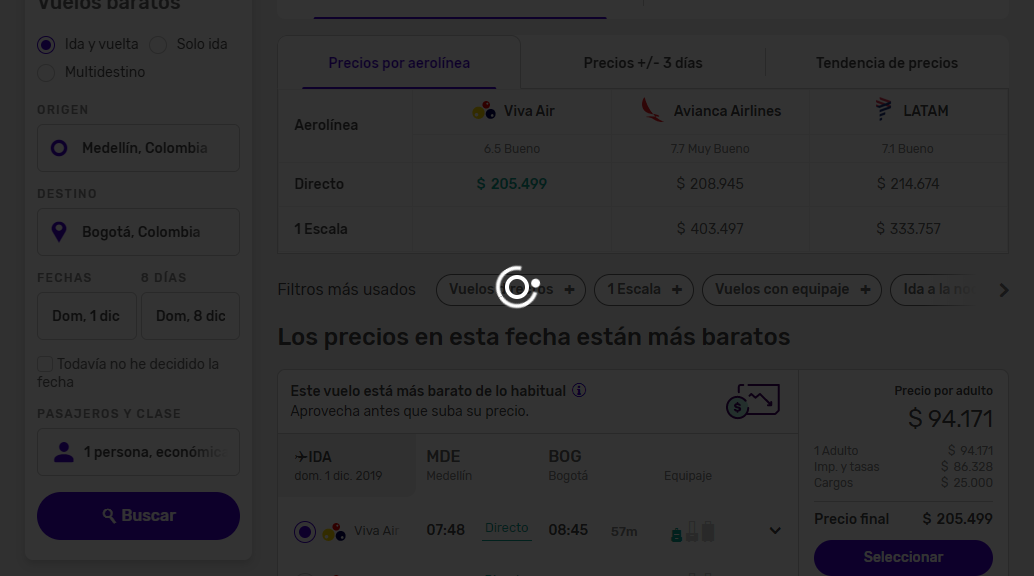 Vuelos baratos
Ida y vuelta
Solo ida
Multidestino
ORIGEN
Medellín, Colombia
DESTINO
Bogotá, Colombia
FECHAS
8 DÍAS
Dom, 1 dic
Dom, 8 dic
Todavía no he decidido la
fecha
PASAJEROS Y CLASE
1 persona, económic
Buscar
Precios por aerolínea
Precios +/- 3 días
Tendencia de precios
Aerolínea
Viva Air
Avianca Airlines
LATAM
6.5 Bueno
7.7 Muy Bueno
7.1 Bueno
Directo
$ 205.499
$ 208.945
$ 214.674
1 Escala
$ 403.497
$ 333.757
Filtros más usados
Vuelos
1 Escala +
Vuelos con equipaje +
Ida a la no
Los precios en esta fecha están más baratos
Este vuelo está más barato de lo habitual
Aprovecha antes que suba su precio.
IDA
dom. 1 dic. 2019
MDE
Medellín
BOG
Bogotá
Equipaje
Viva Air
07:48
Directo
08:45
57m
Precio por adulto
$ 94.171
1 Adulto $ 94.171
Imp. y tasas $ 86.328
Cargos $ 25.000
Precio final $ 205.499
Seleccionar